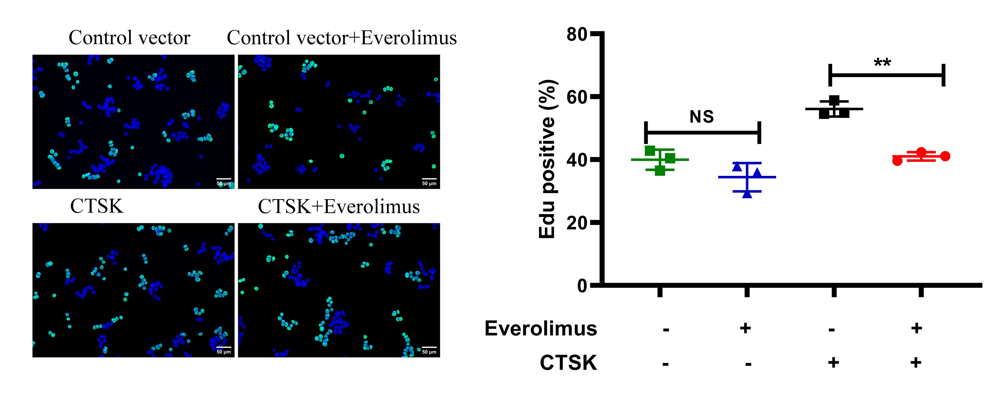 Control vector
Control vector+Everolimus
50 µm
50 µm
CTSK
CTSK+Everolimus
50 µm
50 µm
Edu positive (%)
80
60
40
20
0
NS
**
Everolimus - + - +
CTSK - - + +